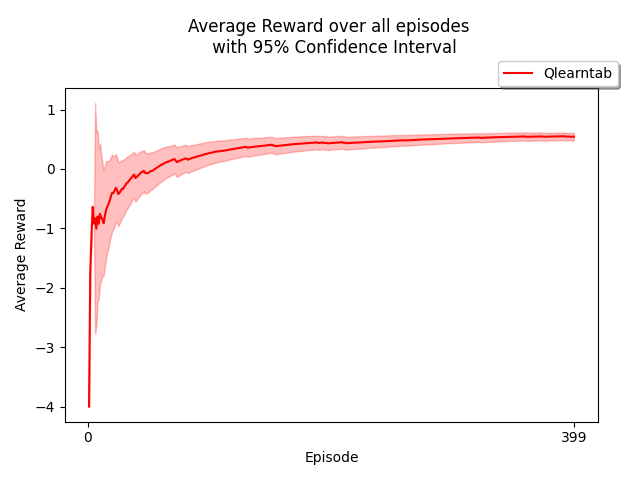 Average Reward over all episodes
with 95% Confidence Interval
Qlearntab
1
0
−1
−2
−3
−4
Average Reward
0
399
Episode